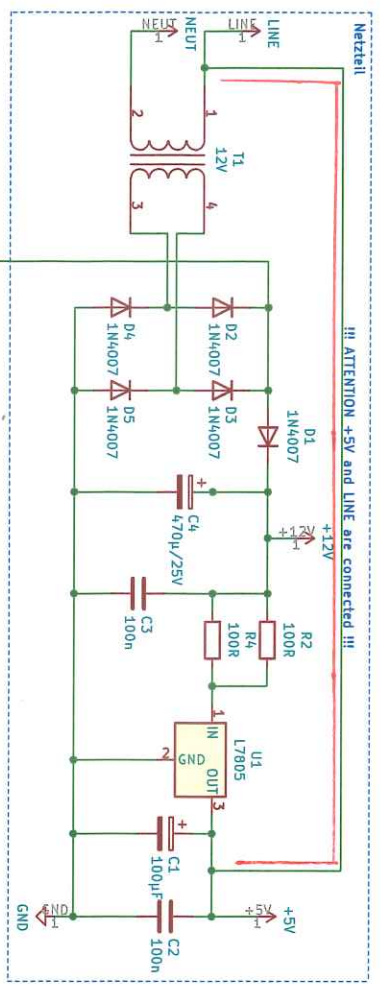 Netzteil
LINE
LINE
1
NEUT
NEUT
1
1
2
T1
12V
4
3
!!! ATTENTION +5V and LINE are connected !!!
D2
1N4007
D4
1N4007
D3
1N4007
D5
1N4007
D1
1N4007
+
C4
470µ/25V
+12V
+12V
1
C3
100n
R2
100R
R4
100R
U1
L7805
1
IN
2
GND
OUT
3
+
C1
100µF
C2
100n
+5V
+5V
1
GND
GND
1